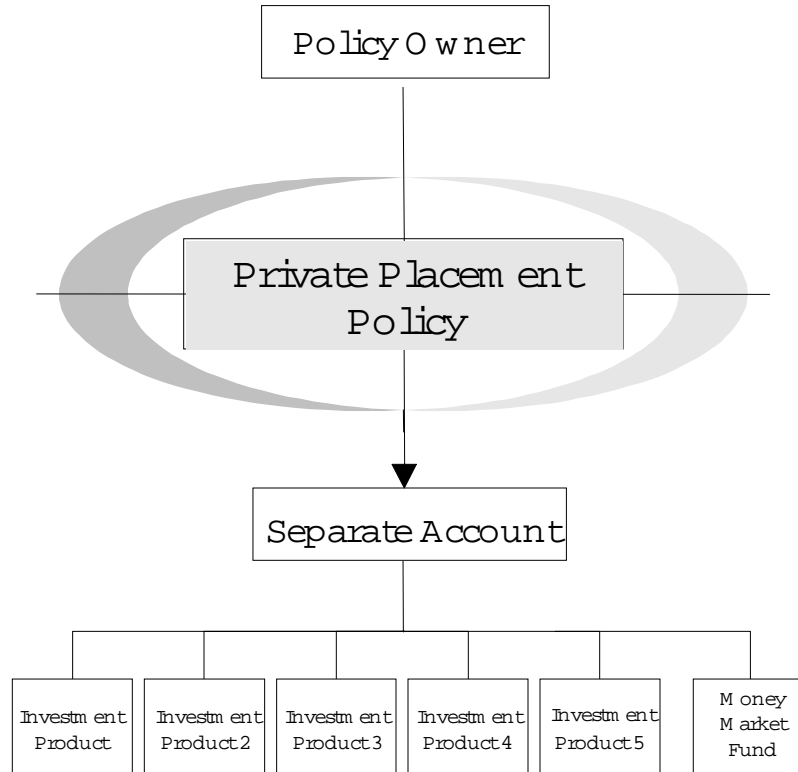 Policy Owner
Private Placement
Policy
Separate Account
Investment
Product
Investment
Product2
Investment
Product3
Investment
Product4
Investment
Product5
Money
Market
Fund